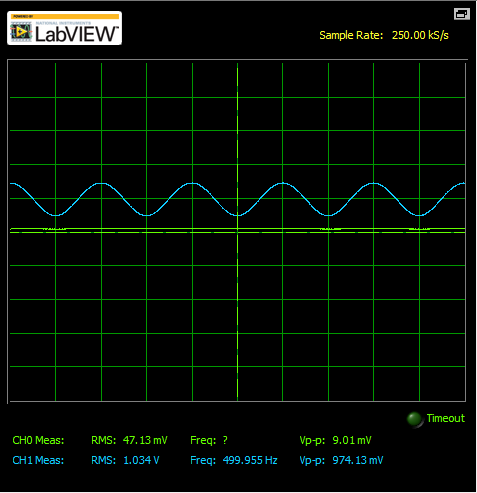 POWERED BY
NATIONAL INSTRUMENTS
LabVIEW™
Sample Rate: 250.00 kS/s
Timeout
CH0 Meas: RMS: 47.13 mV Freq: ? Vp-p: 9.01 mV
CH1 Meas: RMS: 1.034 V Freq: 499.955 Hz Vp-p: 974.13 mV